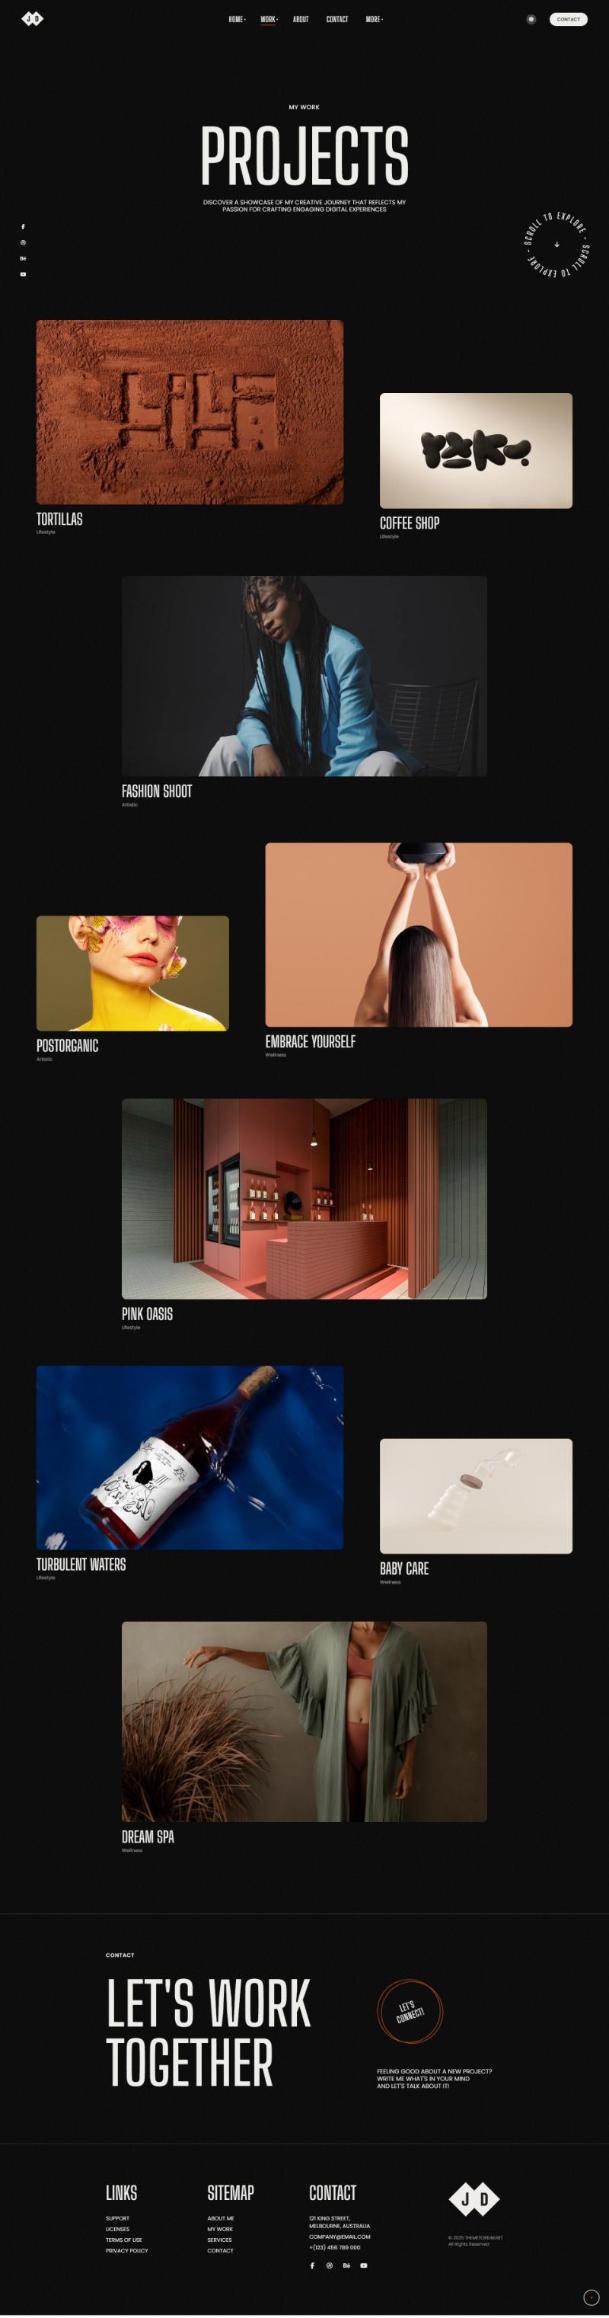 J D
HOME
WORK
ABOUT
CONTACT
MORE
CONTACT
MY WORK
PROJECTS
DISCOVER A SHOWCASE OF MY CREATIVE JOURNEY THAT REFLECTS MY
PASSION FOR CRAFTING ENGAGING DIGITAL EXPERIENCES
SCROLL TO EXPLORE - SCROLL TO EXPLORE -
TORTILLAS
Lifestyle
COFFEE SHOP
Lifestyle
FASHION SHOOT
Artistic
POSTORGANIC
Artistic
EMBRACE YOURSELF
Wellness
PINK OASIS
Lifestyle
TURBULENT WATERS
Lifestyle
BABY CARE
Wellness
DREAM SPA
Wellness
CONTACT
LET'S WORK
TOGETHER
LET'S
CONNECT!
FEELING GOOD ABOUT A NEW PROJECT?
WRITE ME WHAT'S IN YOUR MIND
AND LET'S TALK ABOUT IT!
LINKS
SUPPORT
LICENSES
TERMS OF USE
PRIVACY POLICY
SITEMAP
ABOUT ME
MY WORK
SERVICES
CONTACT
CONTACT
121 KING STREET,
MELBOURNE, AUSTRALIA
COMPANY@EMAIL.COM
+(123) 456 789 000
Bē
J D
© 2025
All Rights Reserved